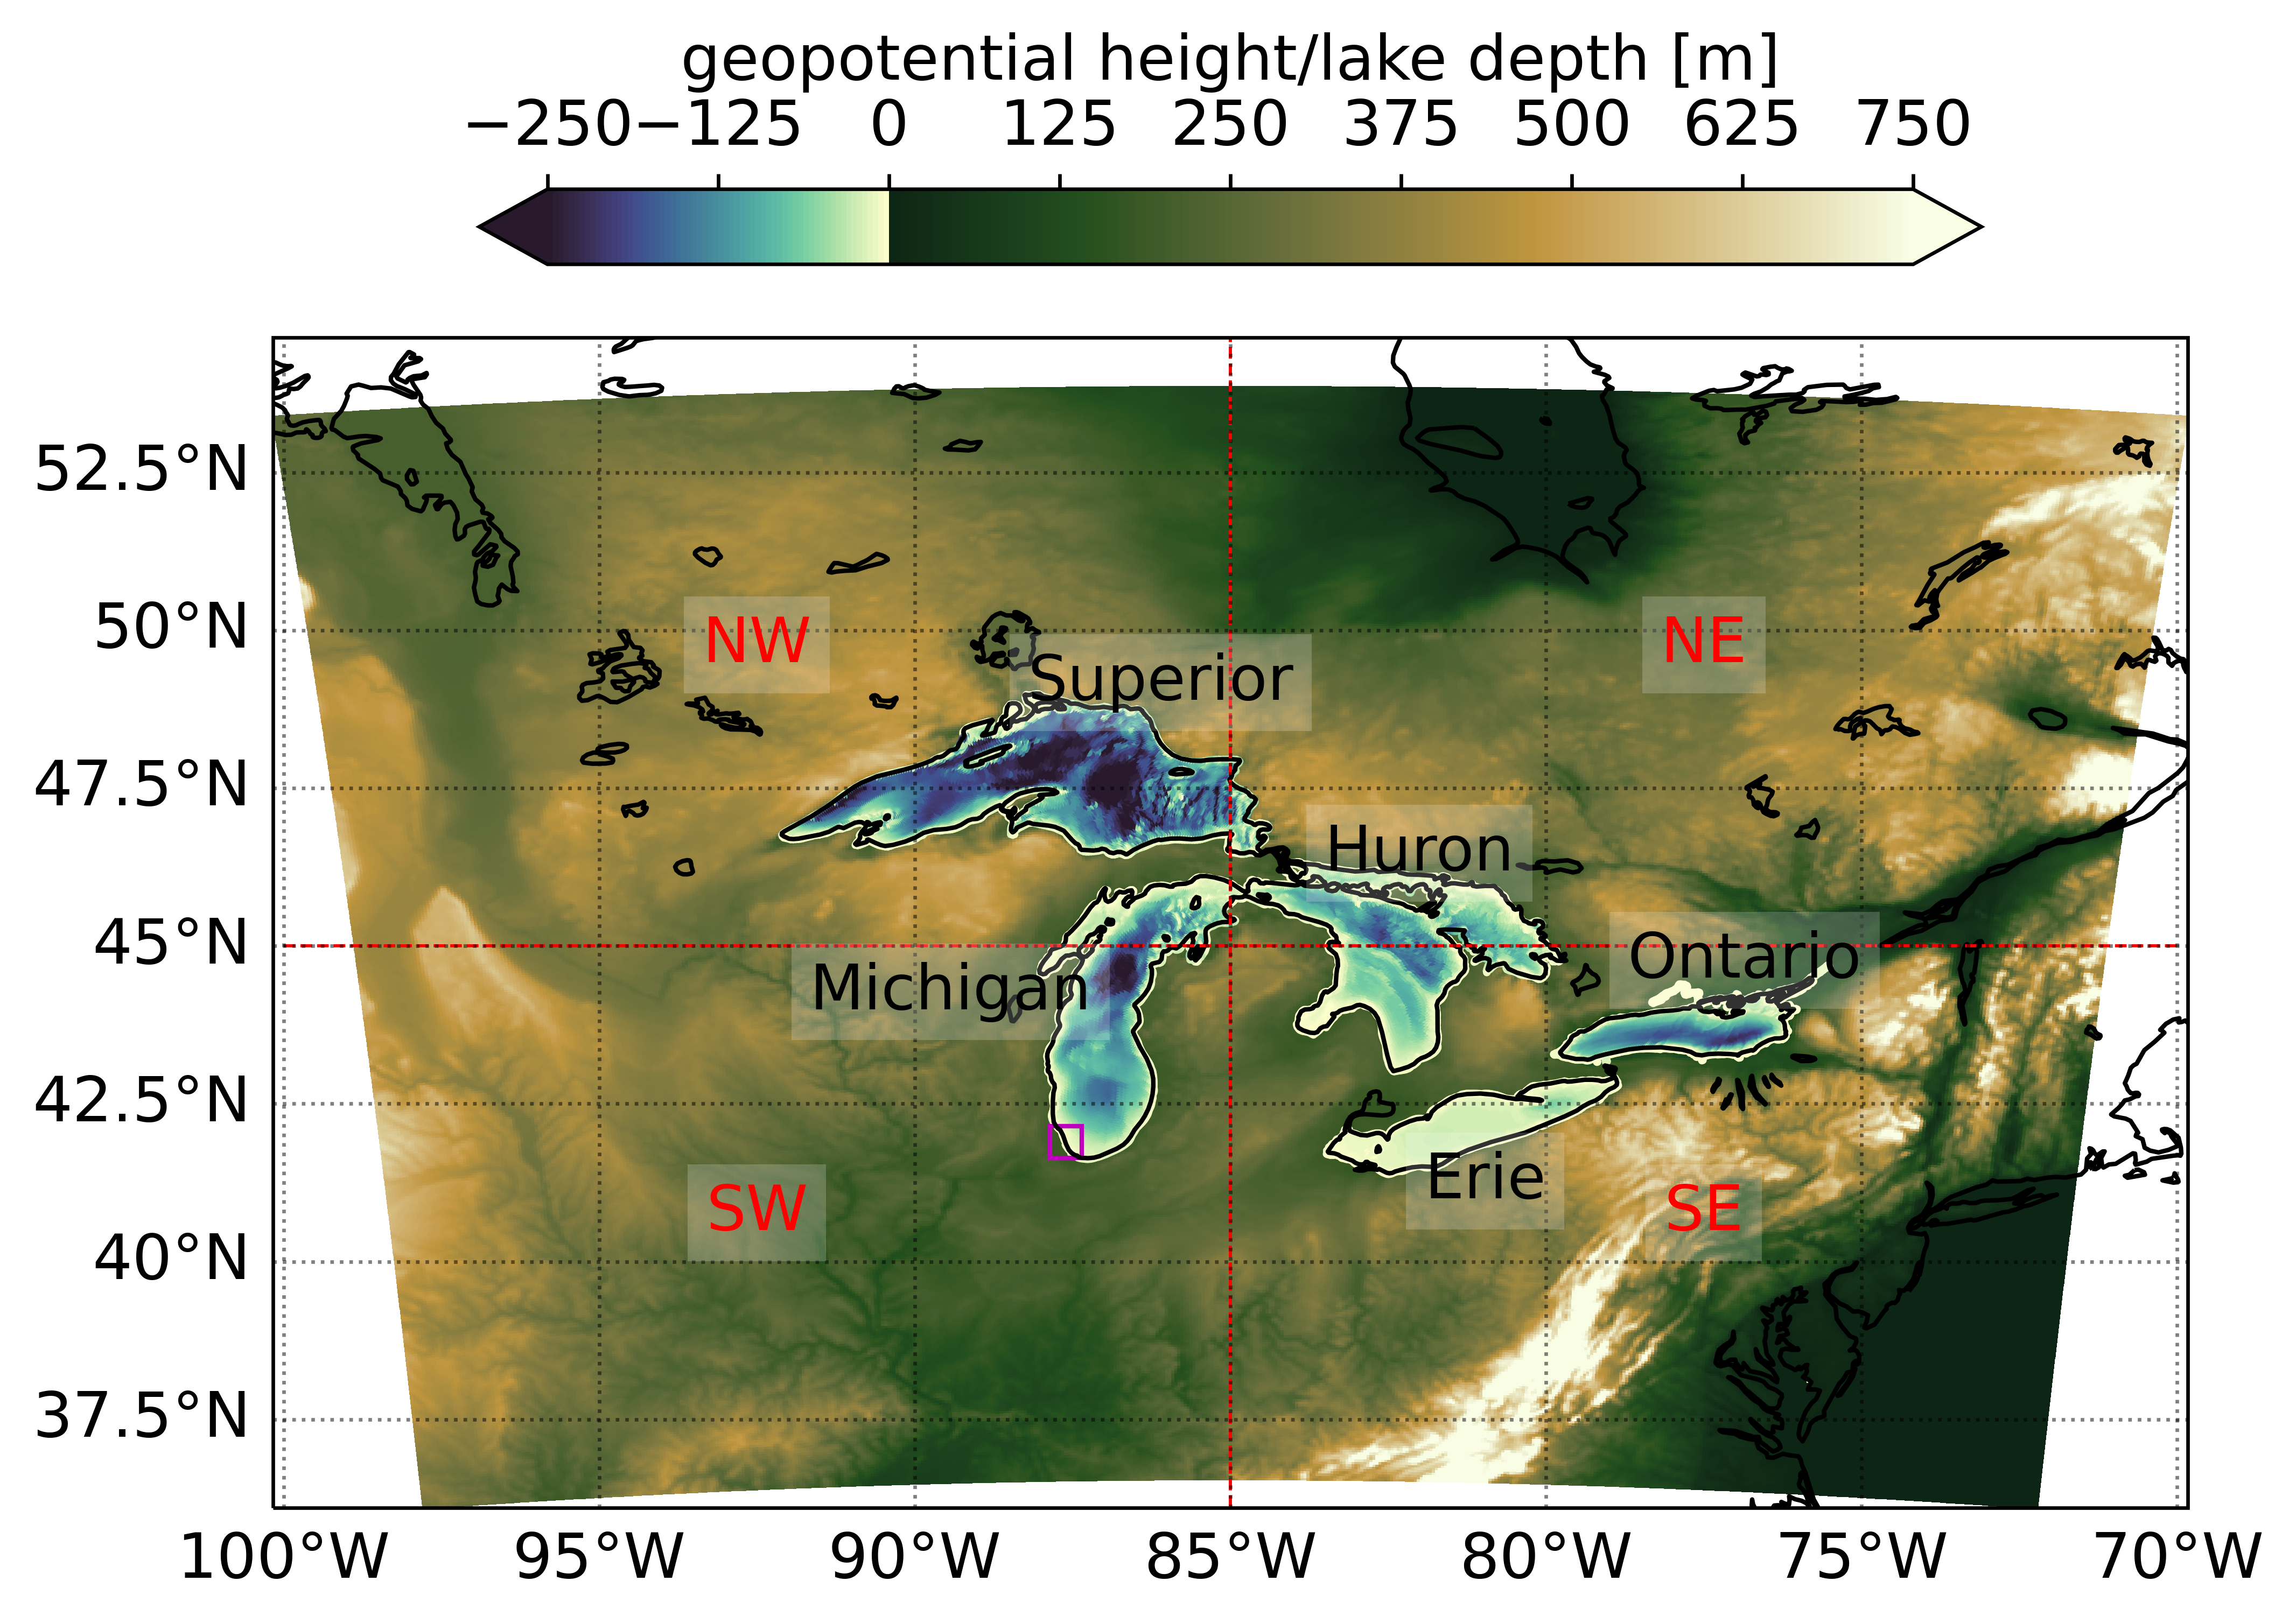 geopotential height/lake depth [m]
−250 −125 0 125 250 375 500 625 750
52.5°N
50°N
47.5°N
45°N
42.5°N
40°N
37.5°N
NW
NE
Superior
Huron
Ontario
Michigan
Erie
SW
SE
100°W 95°W 90°W 85°W 80°W 75°W 70°W